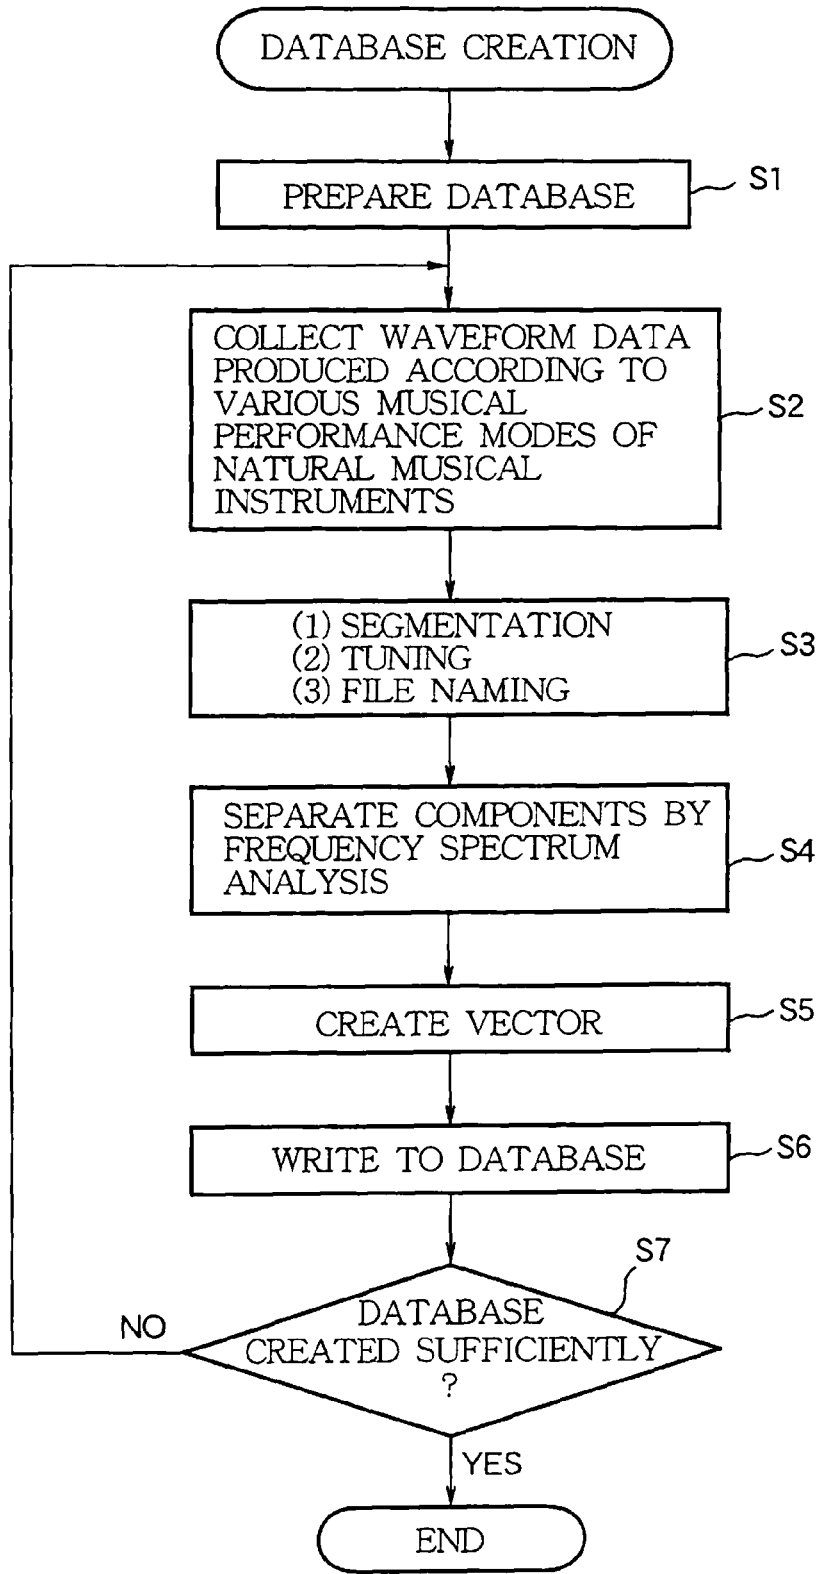 DATABASE CREATION
PREPARE DATABASE
S1
COLLECT WAVEFORM DATA
PRODUCED ACCORDING TO
VARIOUS MUSICAL
PERFORMANCE MODES OF
NATURAL MUSICAL
INSTRUMENTS
S2
(1) SEGMENTATION
(2) TUNING
(3) FILE NAMING
S3
SEPARATE COMPONENTS BY
FREQUENCY SPECTRUM
ANALYSIS
S4
CREATE VECTOR
S5
WRITE TO DATABASE
S6
S7
DATABASE
CREATED SUFFICIENTLY
?
NO
YES
END